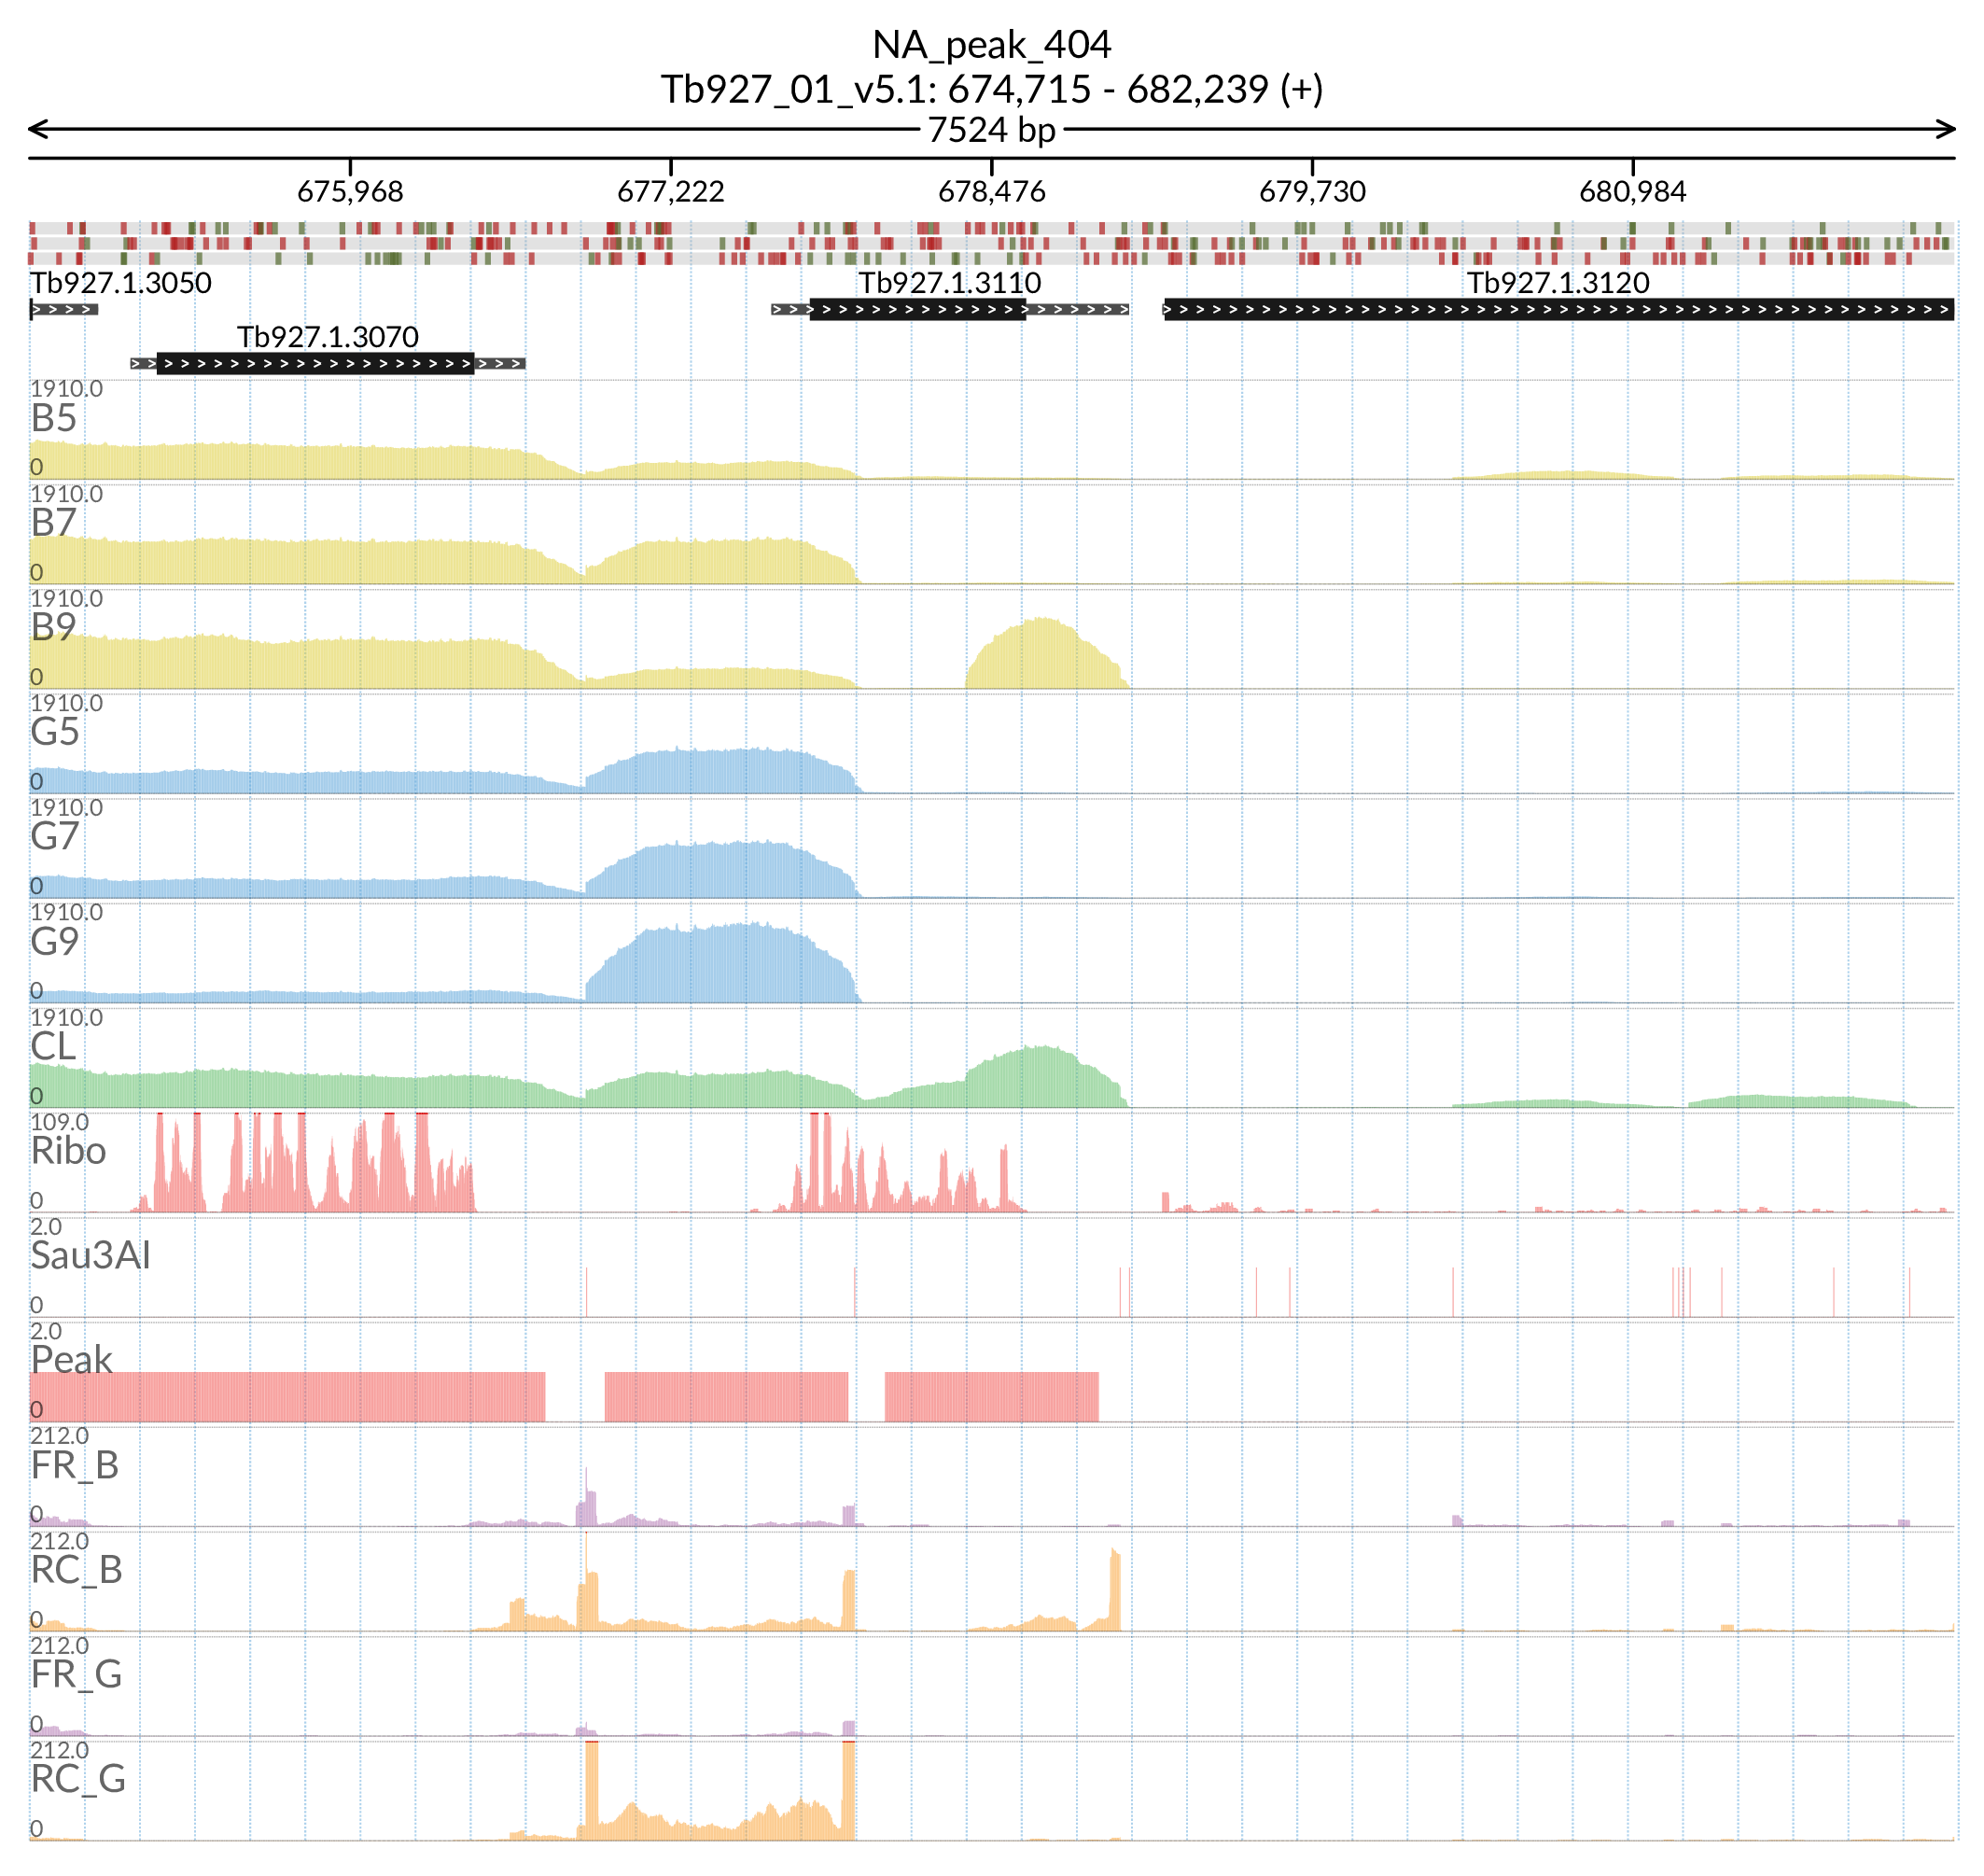 NA_peak_404
Tb927_01_v5.1: 674,715 - 682,239 (+)
7524 bp
675,968 677,222 678,476 679,730 680,984
Tb927.1.3050 Tb927.1.3110 Tb927.1.3120
Tb927.1.3070
1910.0
B5
0
1910.0
B7
0
1910.0
B9
0
1910.0
G5
0
1910.0
G7
0
1910.0
G9
0
1910.0
CL
0
109.0
Ribo
0
2.0
Sau3AI
0
2.0
Peak
0
212.0
FR_B
0
212.0
RC_B
0
212.0
FR_G
0
212.0
RC_G
0